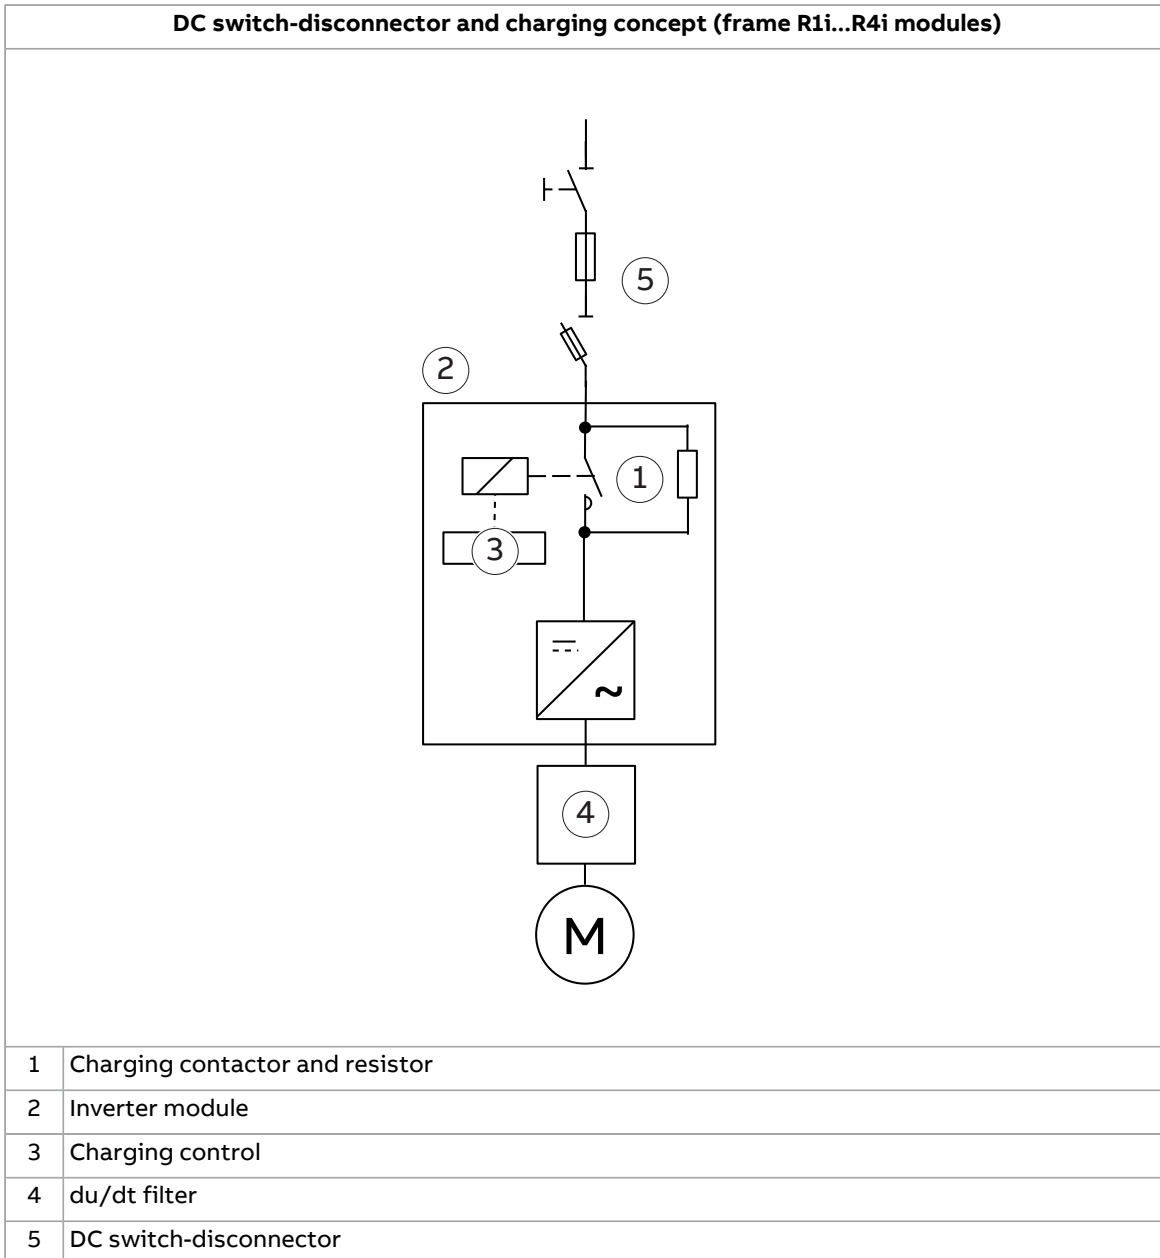 DC switch-disconnector and charging concept (frame R1i...R4i modules)
5
2
1
3
~
4
M
1 Charging contactor and resistor
2 Inverter module
3 Charging control
4 du/dt filter
5 DC switch-disconnector